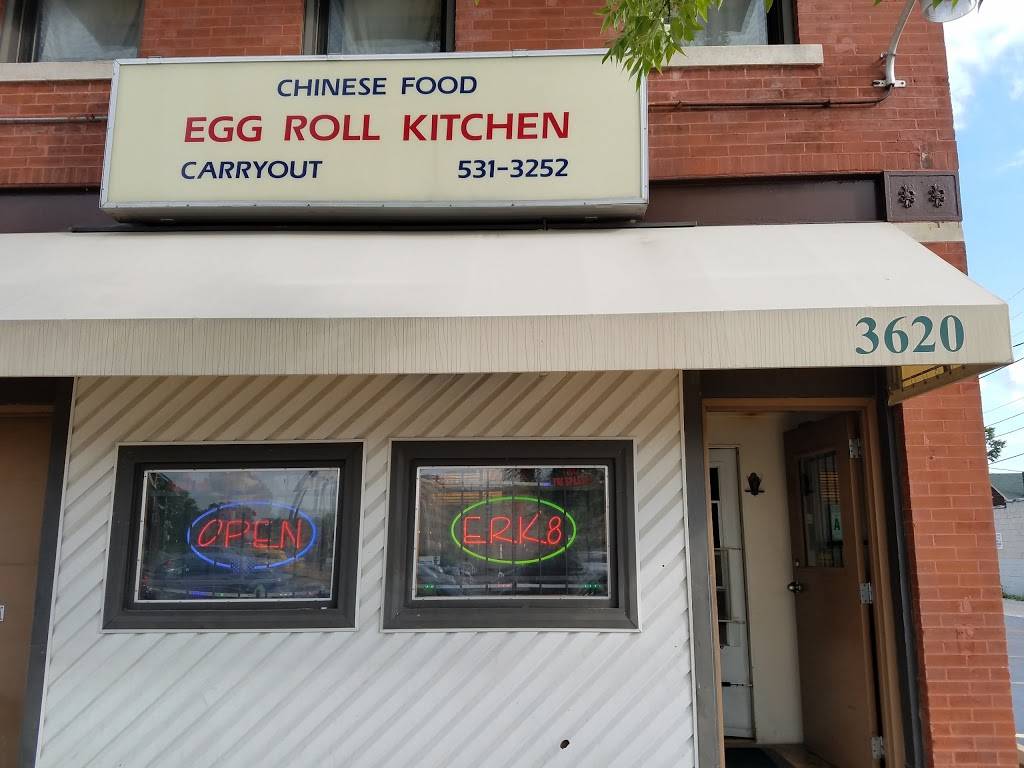 CHINESE FOOD
EGG ROLL KITCHEN
CARRYOUT 531-3252
3620
OPEN
ERK8
A